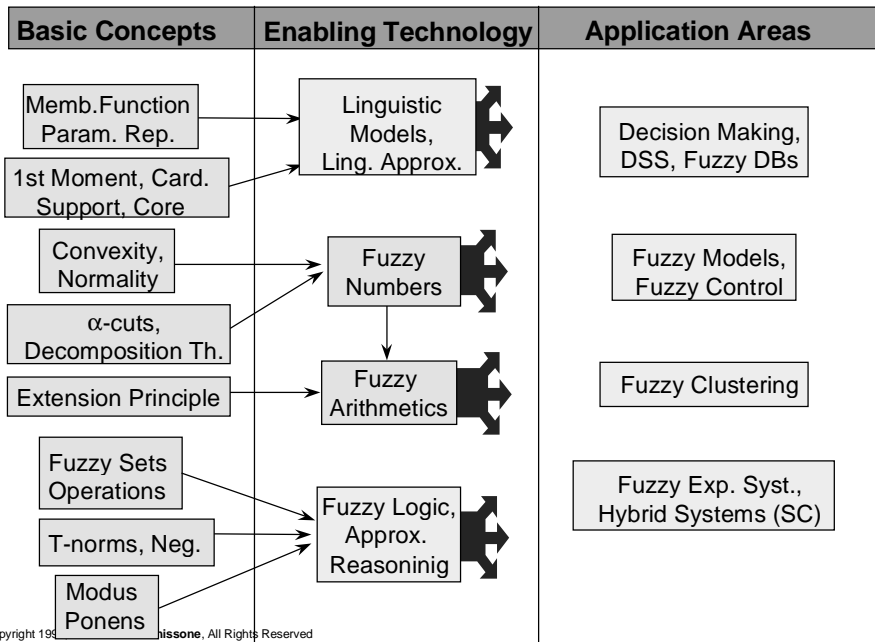 Basic Concepts
Enabling Technology
Application Areas
Memb.Function
Param. Rep.
1st Moment, Card.
Support, Core
Convexity,
Normality
α-cuts,
Decomposition Th.
Extension Principle
Fuzzy Sets
Operations
T-norms, Neg.
Modus
Ponens
Linguistic
Models,
Ling. Approx.
Fuzzy
Numbers
Fuzzy
Arithmetics
Fuzzy Logic,
Approx.
Reasoninig
Decision Making,
DSS, Fuzzy DBs
Fuzzy Models,
Fuzzy Control
Fuzzy Clustering
Fuzzy Exp. Syst.,
Hybrid Systems (SC)
pyright 199 nissone, All Rights Reserved